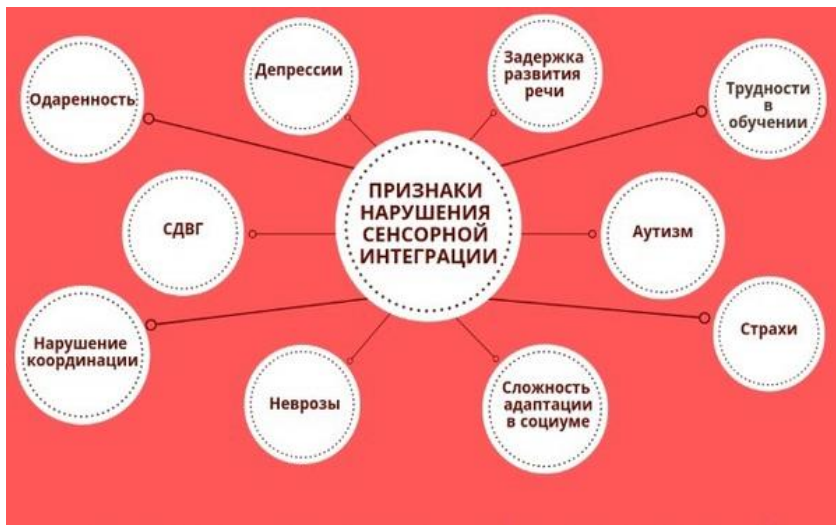 Одаренность
Депрессии
Задержка
развития
речи
Трудности
в
обучении
СДВГ
ПРИЗНАКИ
НАРУШЕНИЯ
СЕНСОРНОЙ
ИНТЕГРАЦИИ
Аутизм
Нарушение
координации
Неврозы
Сложность
адаптации
в социуме
Страхи